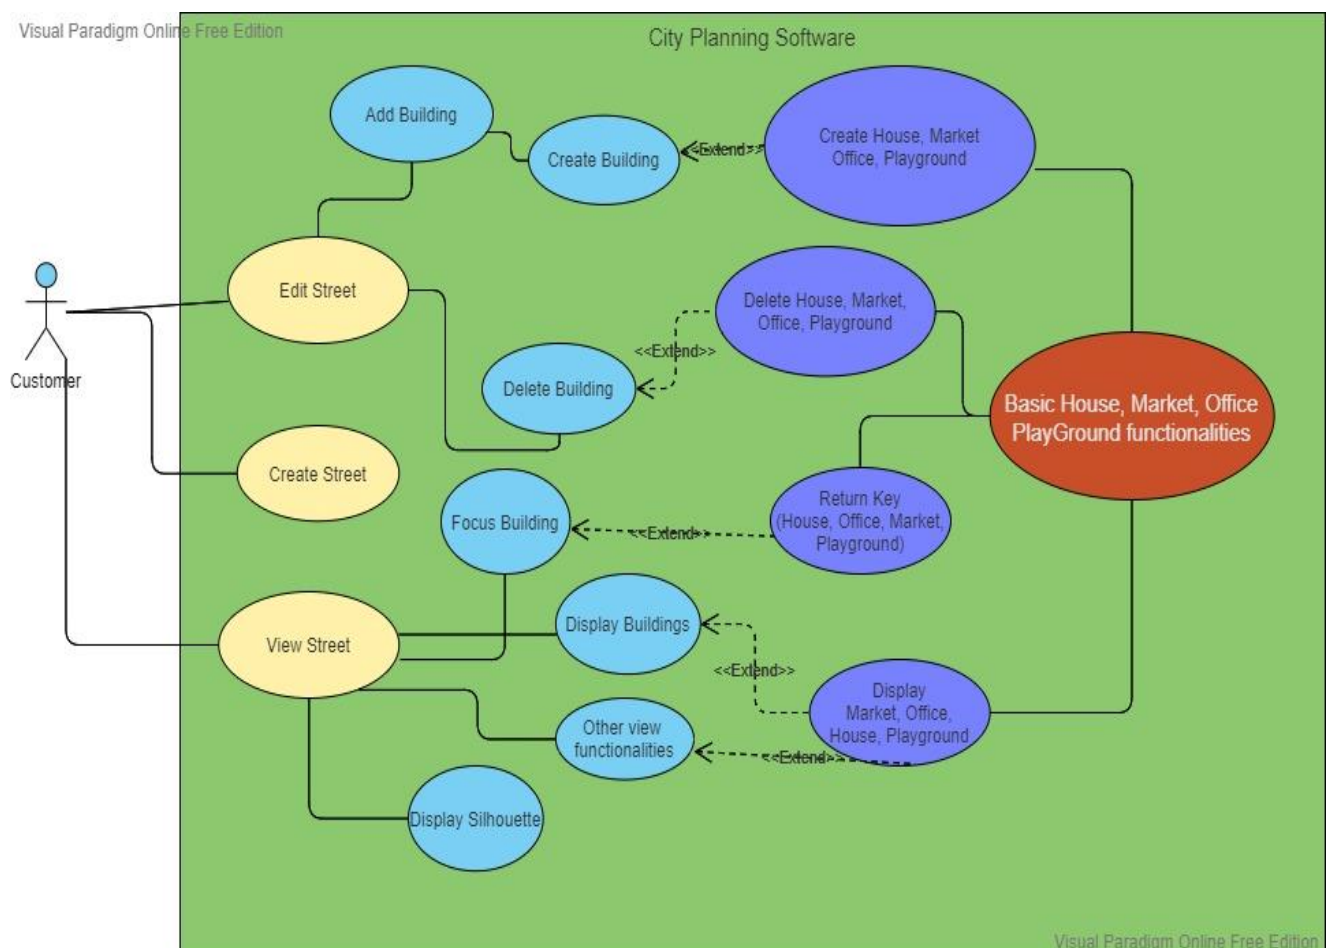 Visual Paradigm Online Free Edition
City Planning Software
Add Building
Create Building
<<Extend>>
Create House, Market
Office, Playground
Edit Street
Delete House, Market,
Office, Playground
<<Extend>>
Customer
Delete Building
Basic House, Market, Office
PlayGround functionalities
Create Street
Focus Building
<<Extend>>
Return Key
(House, Office, Market,
Playground)
View Street
Display Buildings
<<Extend>>
Display
Market, Office,
House, Playground
Other view
functionalities
<<Extend>>
Display Silhouette
Visual Paradigm Online Free Edition